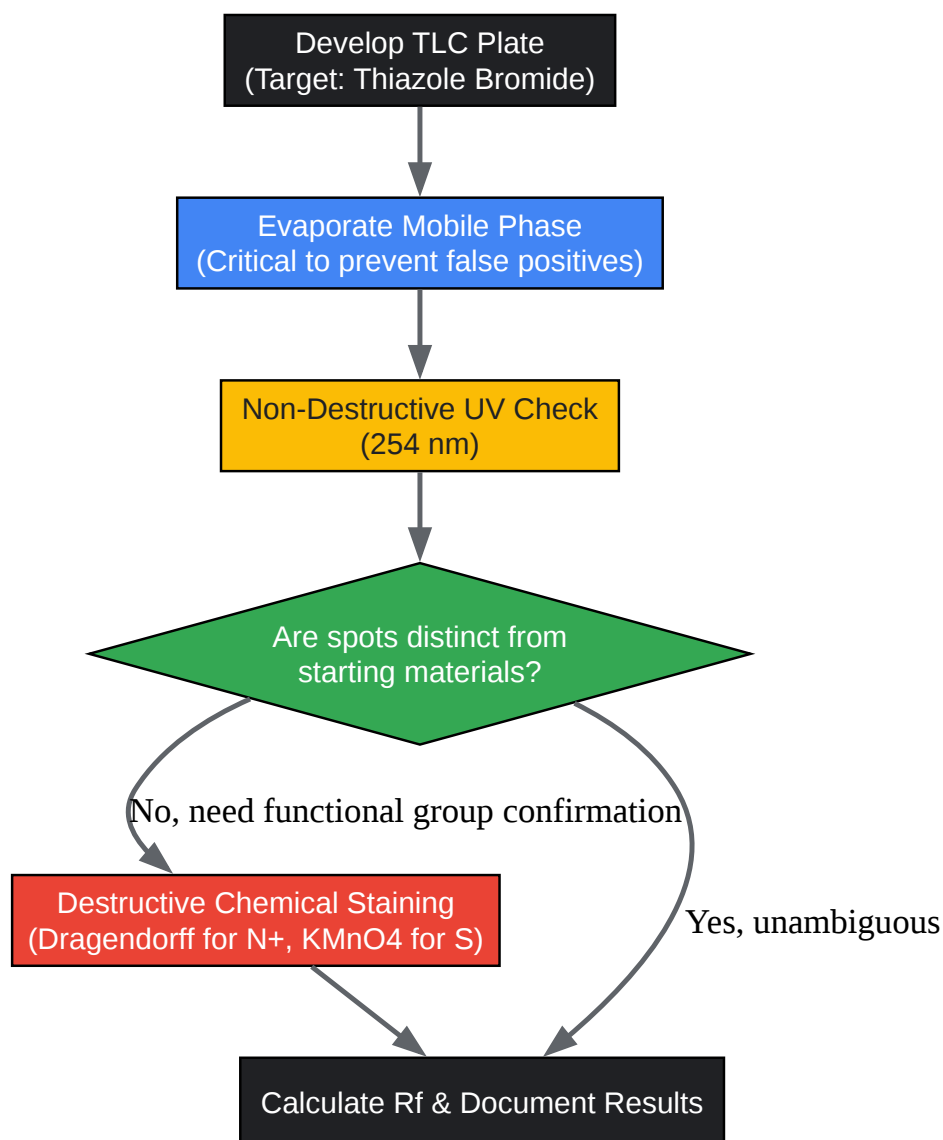 Develop TLC Plate
(Target: Thiazole Bromide)
Evaporate Mobile Phase
(Critical to prevent false positives)
Non-Destructive UV Check
(254 nm)
Are spots distinct from
starting materials?
No, need functional group confirmation
Destructive Chemical Staining
(Dragendorff for N+, KMnO4 for S)
Yes, unambiguous
Calculate Rf & Document Results